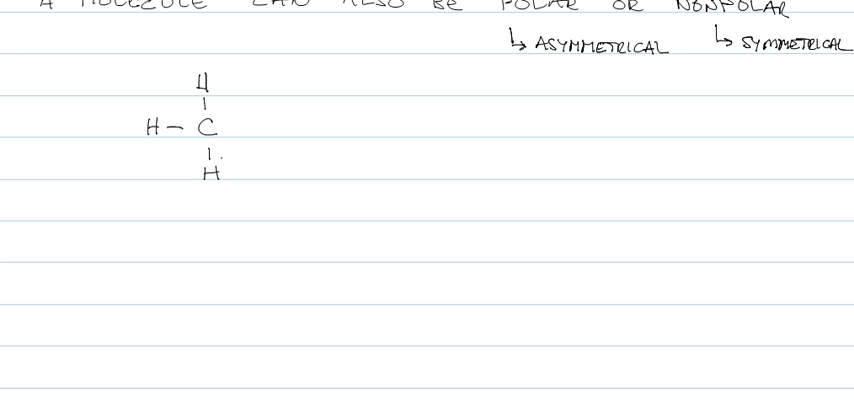 A MOLECULE CAN ALSO BE POLAR OR NONPOLAR
↳ ASYMMETRICAL ↳ SYMMETRICAL
H
|
H - C
|
H